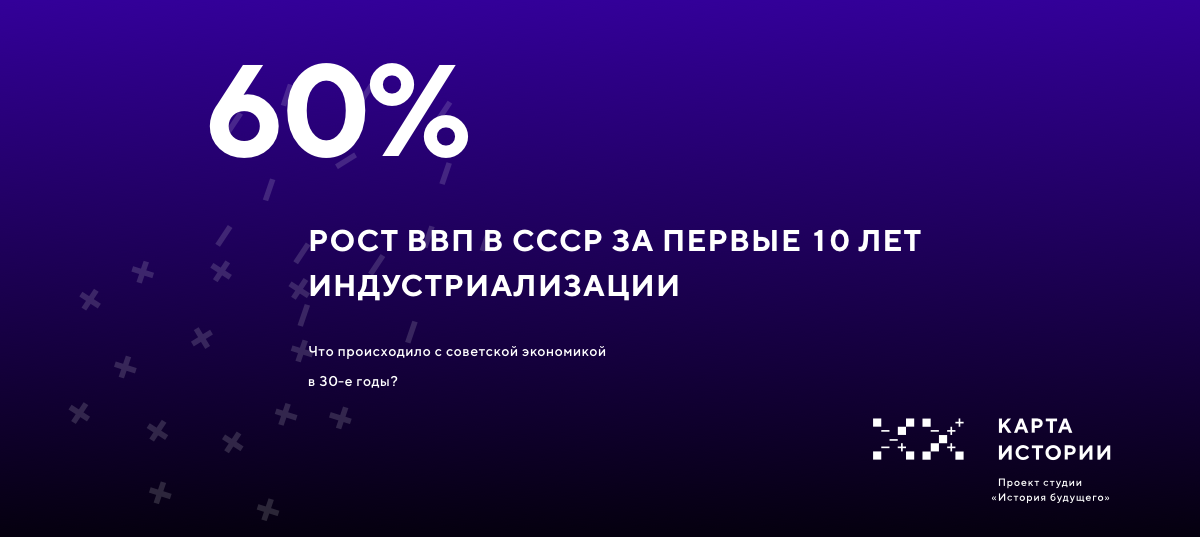 60%
РОСТ ВВП В СССР ЗА ПЕРВЫЕ 10 ЛЕТ
ИНДУСТРИАЛИЗАЦИИ
Что происходило с советской экономикой
в 30-е годы?
КАРТА
ИСТОРИИ
Проект студии
«История будущего»